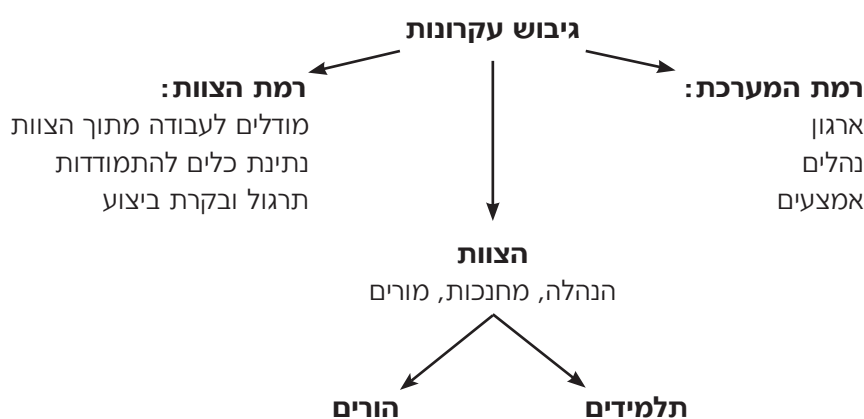 גיבוש עקרונות
רמת המערכת:
ארגון
נהלים
אמצעים
רמת הצוות:
מודלים לעבודה מתוך הצוות
נתינת כלים להתמודדות
תרגול ובקרת ביצוע
הצוות
הנהלה, מחנכות, מורים
תלמידים
הורים